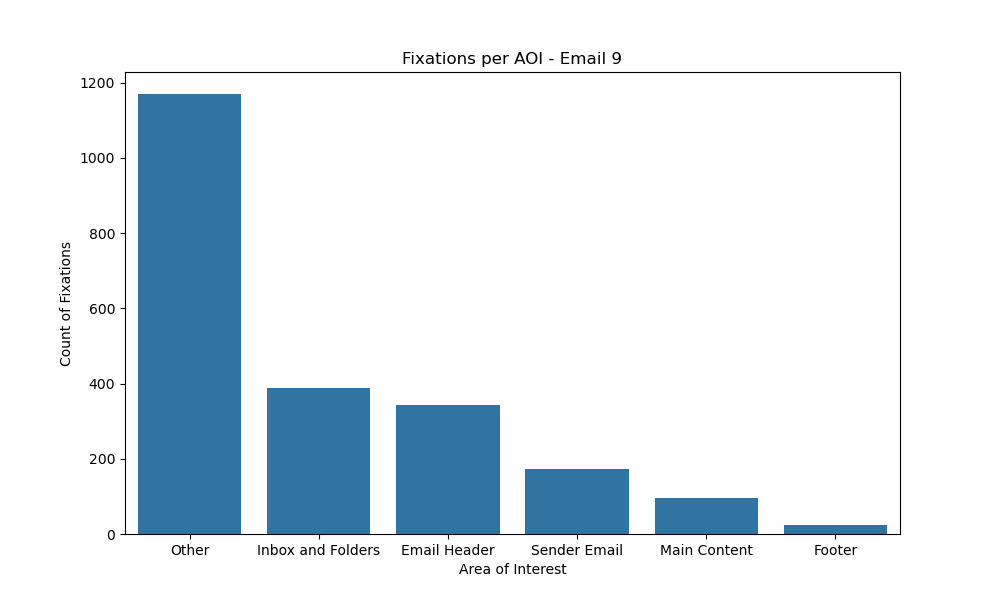 Fixations per AOI - Email 9
1200
1000
800
600
400
200
0
Count of Fixations
Other Inbox and Folders Email Header Sender Email Main Content Footer
Area of Interest